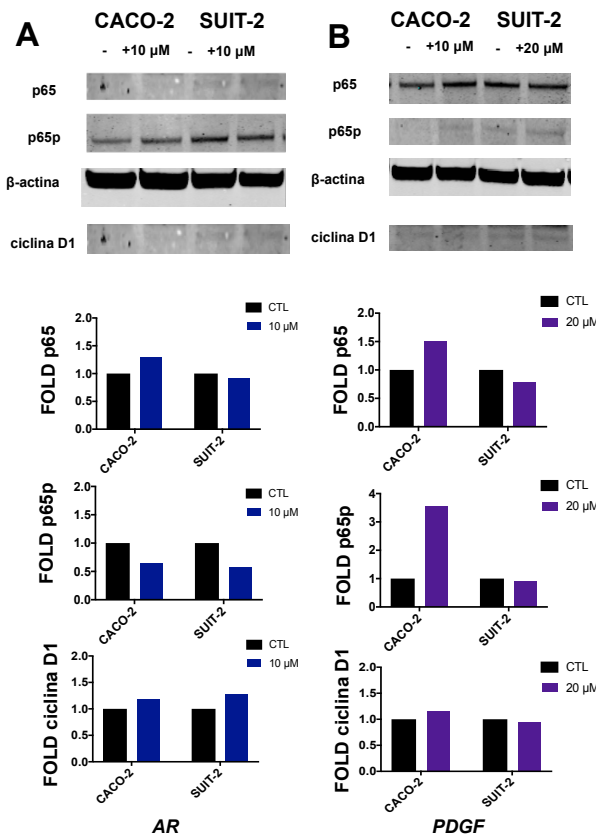 A
CACO-2 SUIT-2
- +10 µM - +10 µM
p65
p65p
β-actina
ciclina D1
B
CACO-2 SUIT-2
- +10 µM - +20 µM
p65
p65p
β-actina
ciclina D1
FOLD p65
2.0
1.5
1.0
0.5
0.0
CACO-2
SUIT-2
CTL
10 µM
FOLD p65
2.0
1.5
1.0
0.5
0.0
CACO-2
SUIT-2
CTL
20 µM
FOLD p65p
2.0
1.5
1.0
0.5
0.0
CACO-2
SUIT-2
CTL
10 µM
FOLD p65p
4
3
2
1
0
CACO-2
SUIT-2
CTL
20 µM
FOLD ciclina D1
2.0
1.5
1.0
0.5
0.0
CACO-2
SUIT-2
CTL
10 µM
FOLD ciclina D1
2.0
1.5
1.0
0.5
0.0
CACO-2
SUIT-2
CTL
20 µM
AR
PDGF